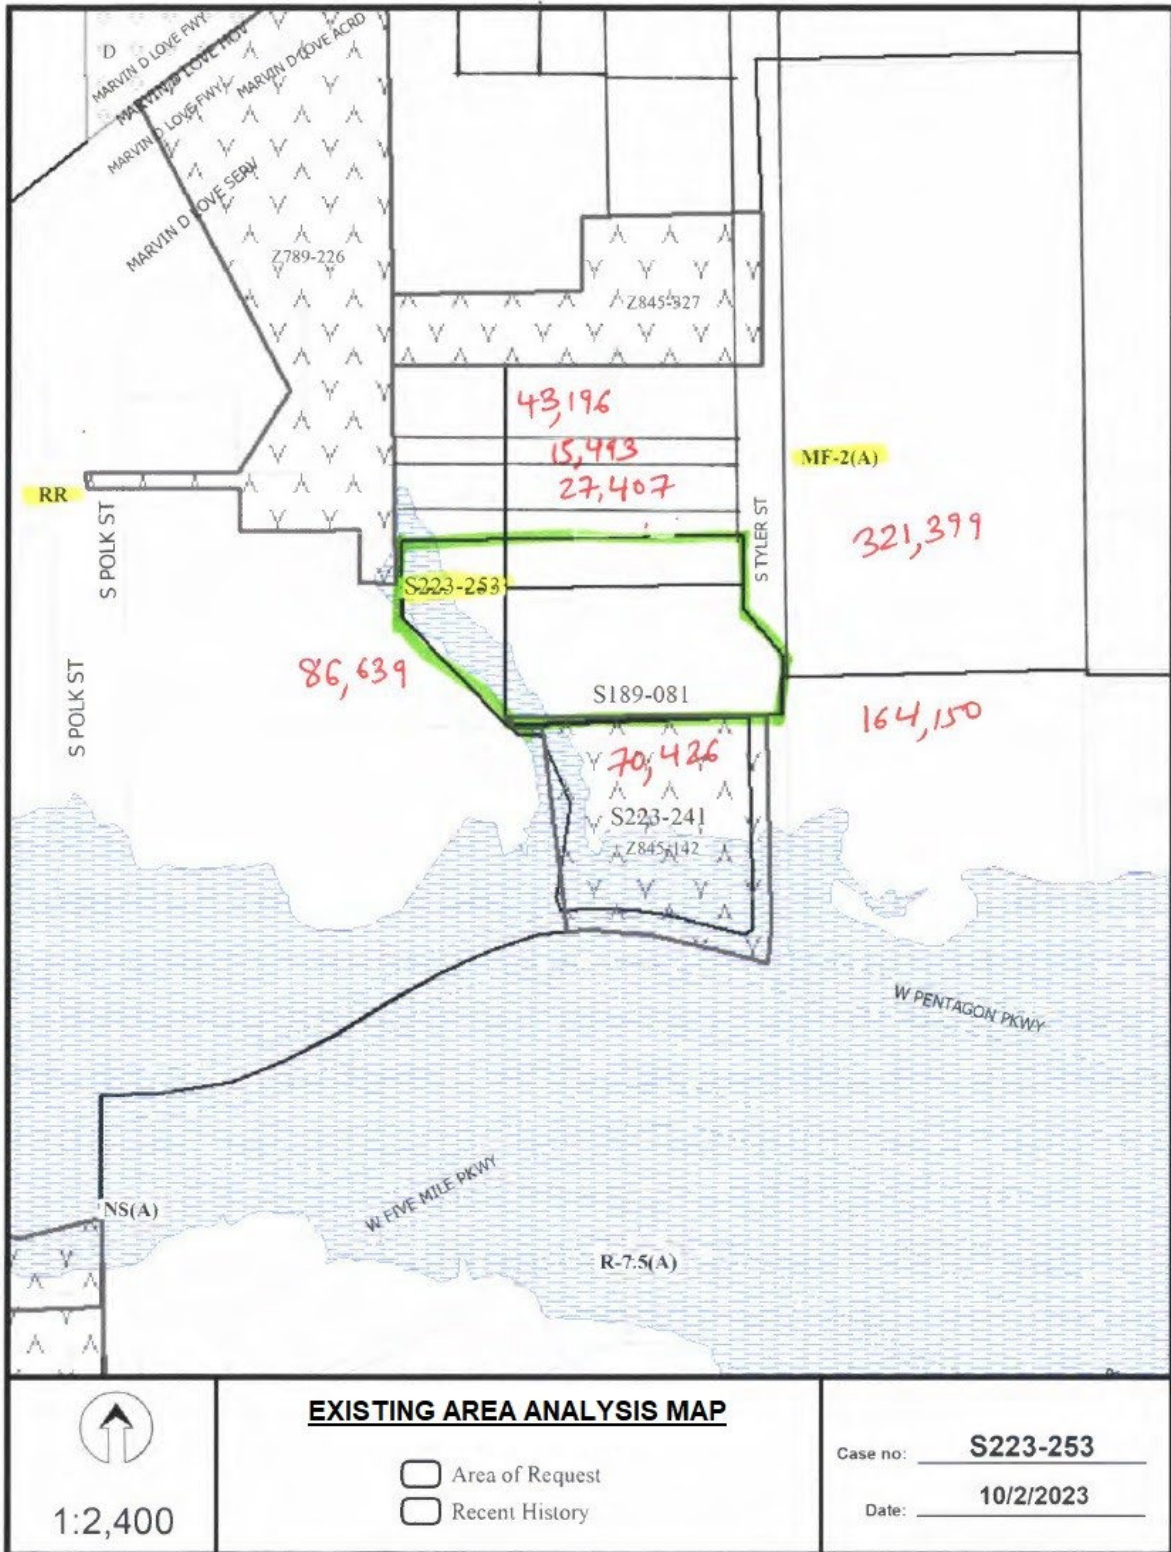 D
MARVIN D LOVE FWY
MARVIN D LOVE HOV
MARVIN D LOVE ACRD
MARVIN D LOVE FWY
MARVIN D LOVE SERV
Z789-226
Z845-327
43,196
15,493
27,407
MF-2(A)
RR
S POLK ST
S TYLER ST
321,399
S223-253
86,639
S189-081
S POLK ST
164,150
70,426
S223-241
Z845-142
W PENTAGON PKWY
NS(A)
W FIVE MILE PKWY
R-7.5(A)
1:2,400
EXISTING AREA ANALYSIS MAP
Area of Request
Recent History
Case no: S223-253
Date: 10/2/2023